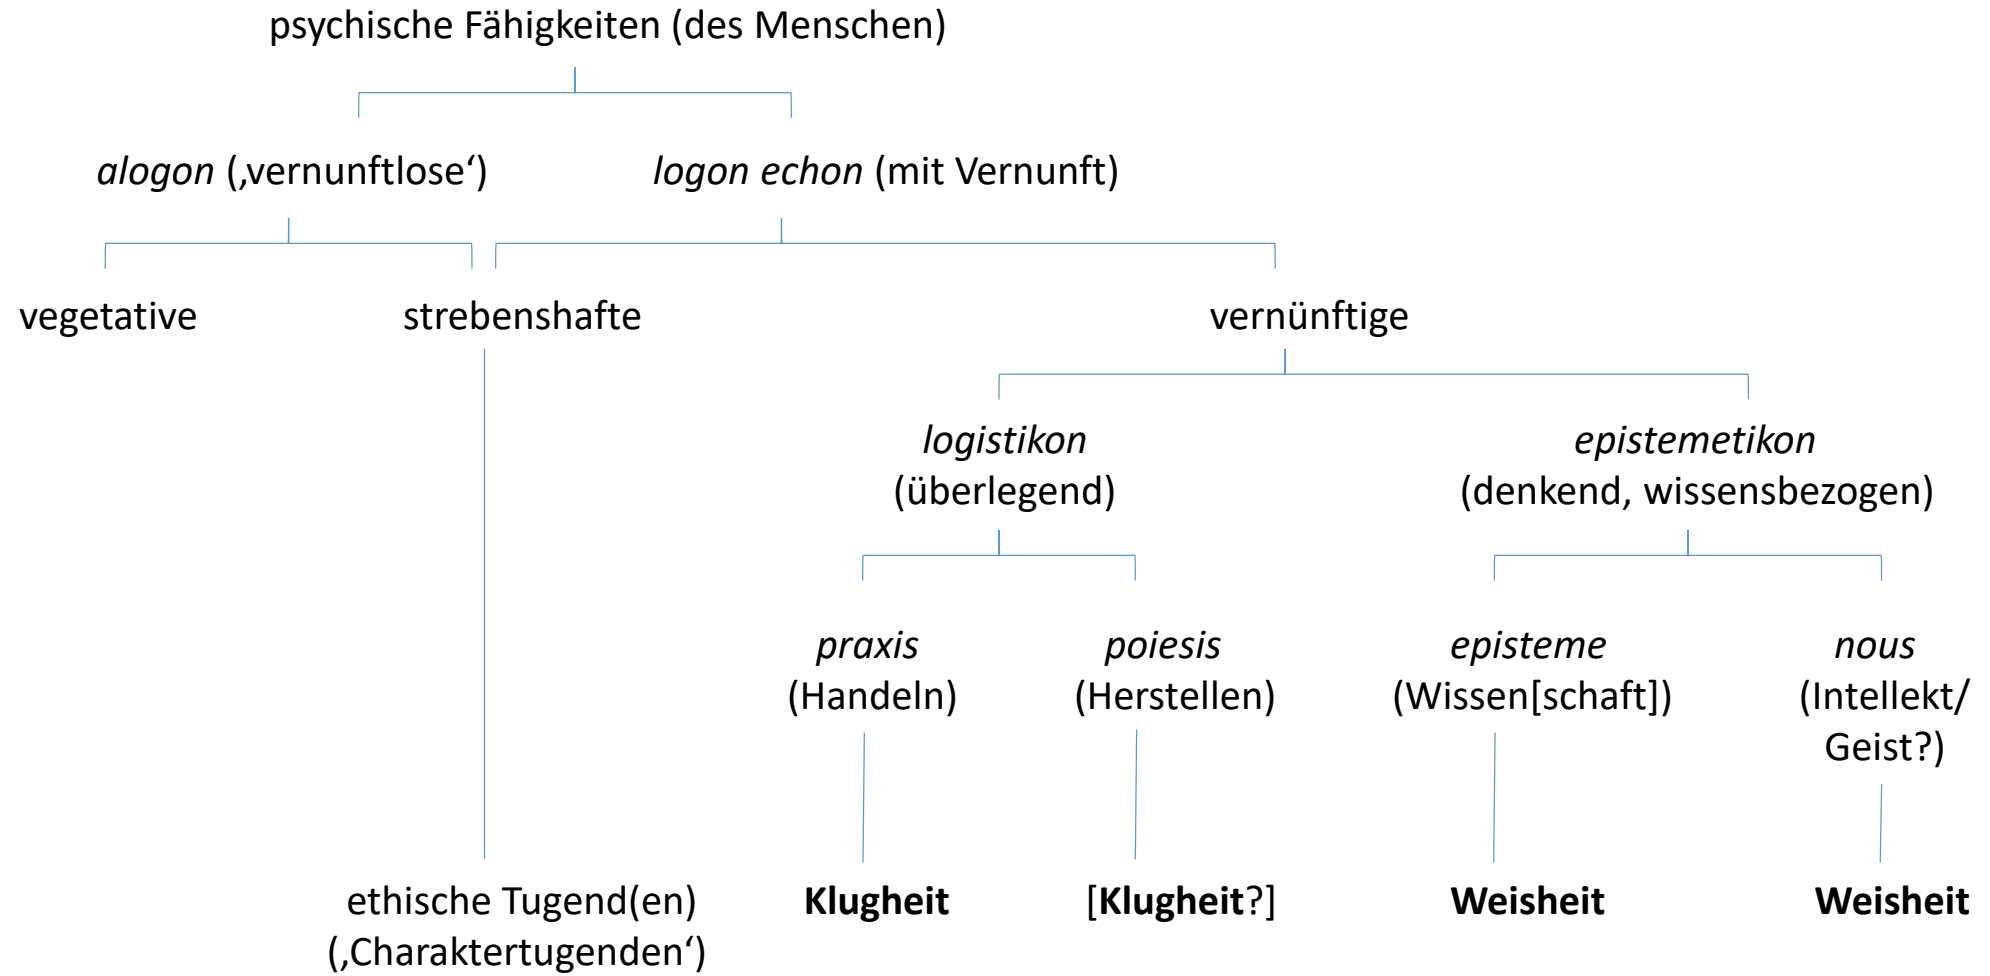 psychische Fähigkeiten (des Menschen)
alogon (‚vernunftlose‘)
logon echon (mit Vernunft)
vegetative
strebenshafte
vernünftige
logistikon
(überlegend)
epistemetikon
(denkend, wissensbezogen)
praxis
(Handeln)
poiesis
(Herstellen)
episteme
(Wissen[schaft])
nous
(Intellekt/
Geist?)
ethische Tugend(en)
(‚Charaktertugenden‘)
Klugheit
[Klugheit?]
Weisheit
Weisheit